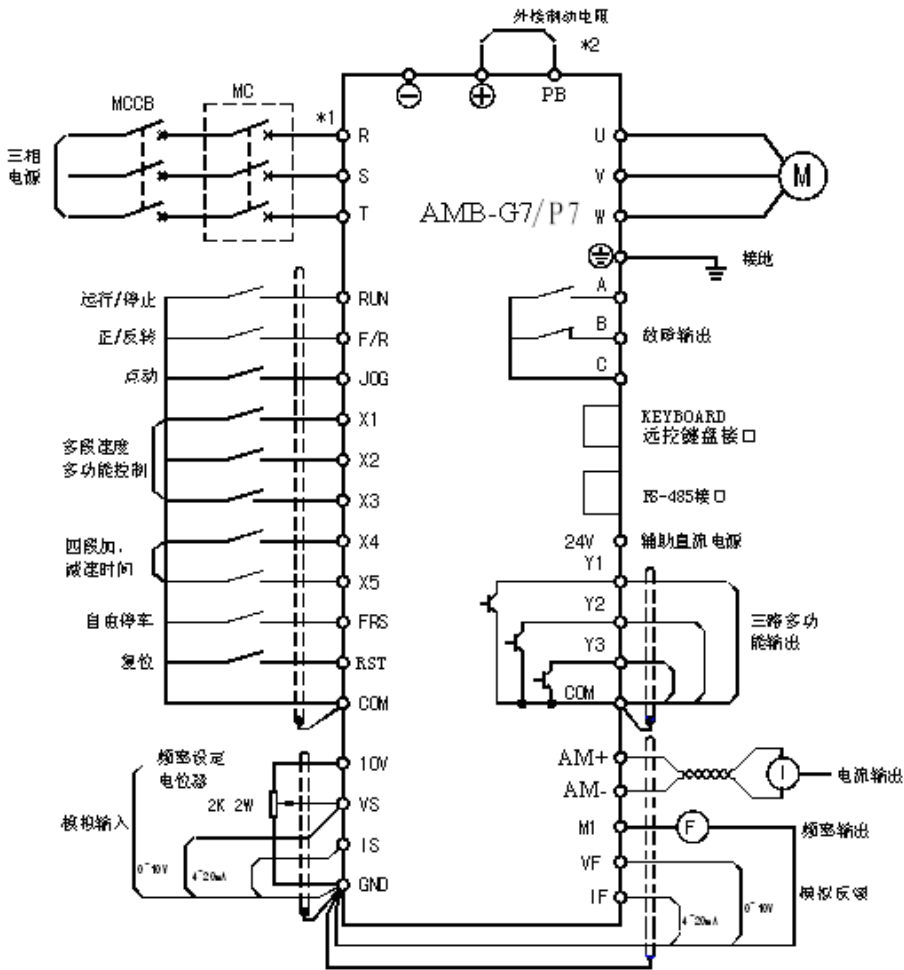 外接制动电阻
*2
MCCB
MC
*1
PB
三相
电源
R
S
T
U
V
W
M
AMB-G7/P7
接地
运行/停止
正/反转
点动
多段速度
多功能控制
四段加.
减速时间
自由停车
复位
RUN
F/R
JOG
X1
X2
X3
X4
X5
FRS
RST
COM
A
B
C
故障输出
KEYBOARD
远控键盘接口
RS-485接口
24V
辅助直流电源
Y1
Y2
Y3
COM
三路多功
能输出
频率设定
电位器
2K 2W
模拟输入
0~10V
4~20mA
10V
VS
IS
GND
AM+
AM-
I
电流输出
M1
F
频率输出
VF
IF
4~20mA
0~10V
模拟反馈